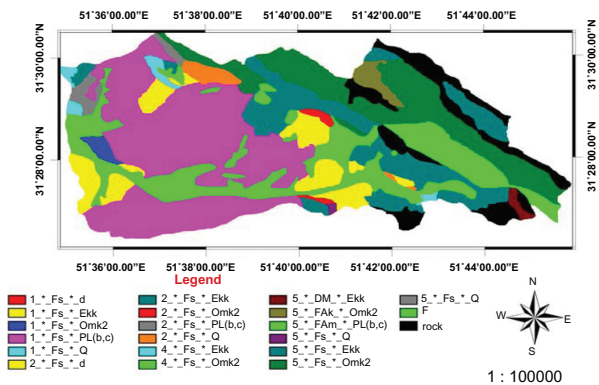 51°36'00.00"E 51°38'00.00"E 51°40'00.00"E 51°42'00.00"E 51°44'00.00"E
31°30'00.00"N 31°30'00.00"N
31°28'00.00"N 31°28'00.00"N
51°36'00.00"E 51°38'00.00"E 51°40'00.00"E 51°42'00.00"E 51°44'00.00"E
Legend
1_*_Fs_*_d
1_*_Fs_*_Ekk
1_*_Fs_*_Omk2
1_*_Fs_*_PL(b,c)
1_*_Fs_*_Q
2_*_Fs_*_d
2_*_Fs_*_Ekk
2_*_Fs_*_Omk2
2_*_Fs_*_PL(b,c)
2_*_Fs_*_Q
4_*_Fs_*_Ekk
4_*_Fs_*_Omk2
5_*_DM_*_Ekk
5_*_FAk_*_Omk2
5_*_FAm_*_PL(b,c)
5_*_Fs_*_Q
5_*_Fs_*_Ekk
5_*_Fs_*_Omk2
5_*_Fs_*_Q
F
rock
N
W E
S
1 : 100000